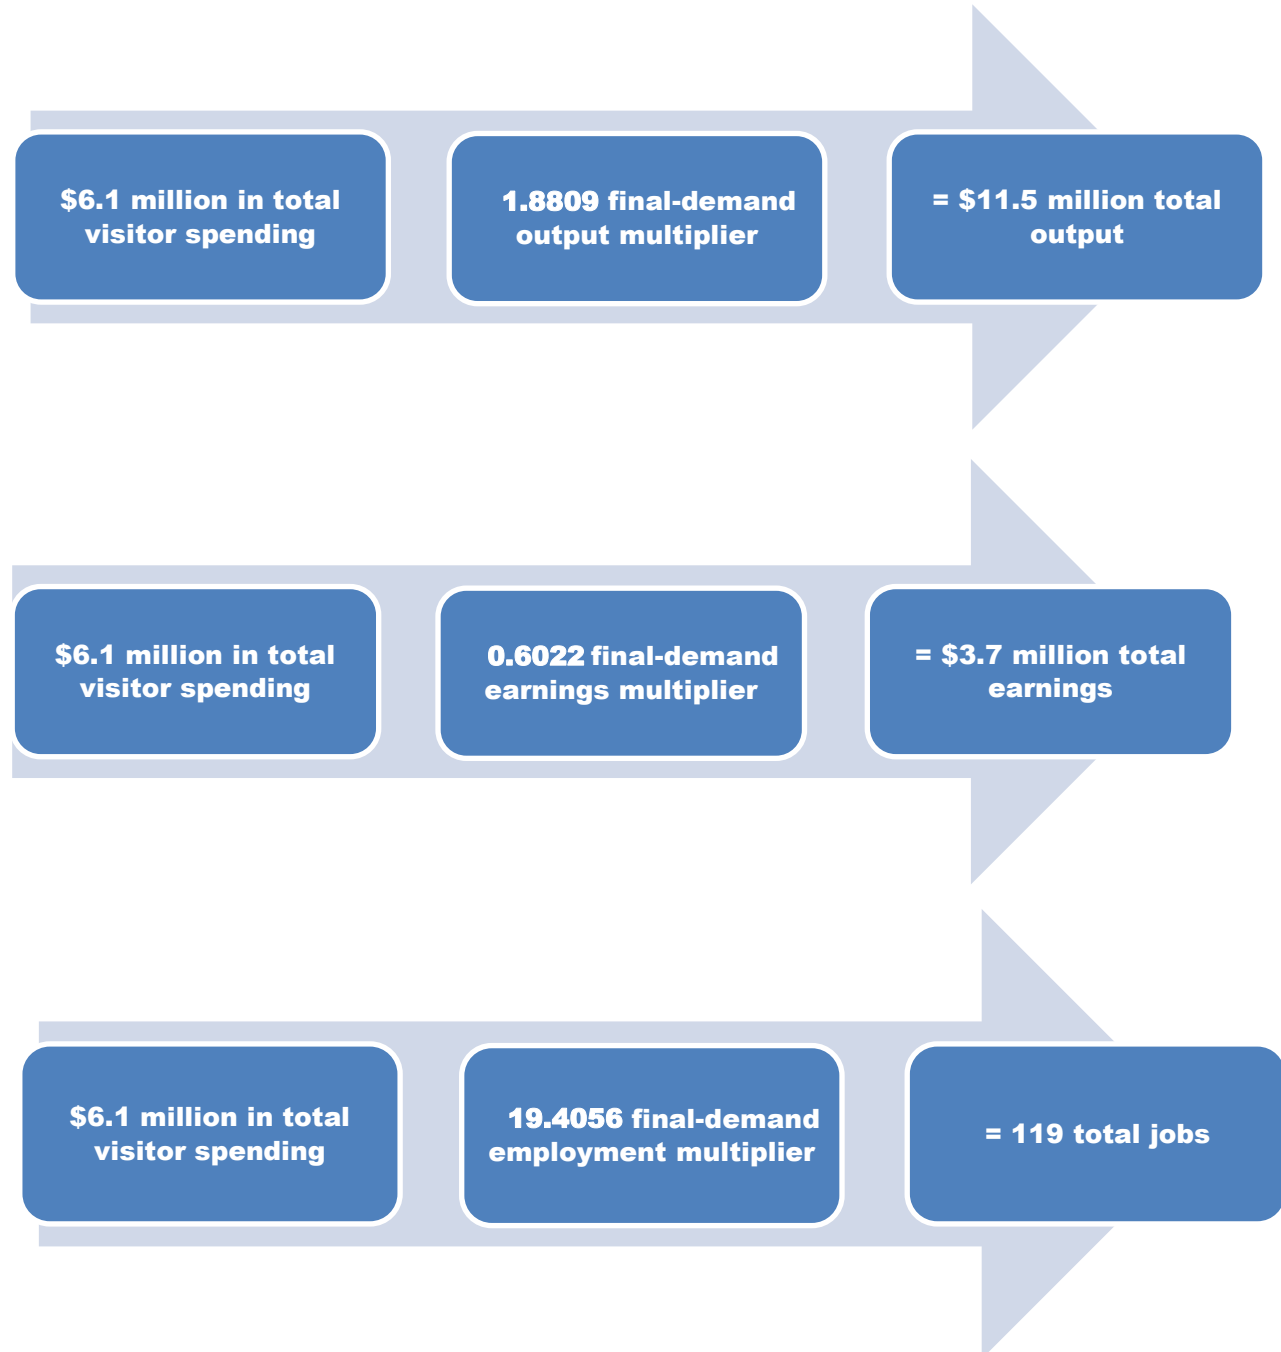 $6.1 million in total
visitor spending
1.8809 final-demand
output multiplier
= $11.5 million total
output
$6.1 million in total
visitor spending
0.6022 final-demand
earnings multiplier
= $3.7 million total
earnings
$6.1 million in total
visitor spending
19.4056 final-demand
employment multiplier
= 119 total jobs